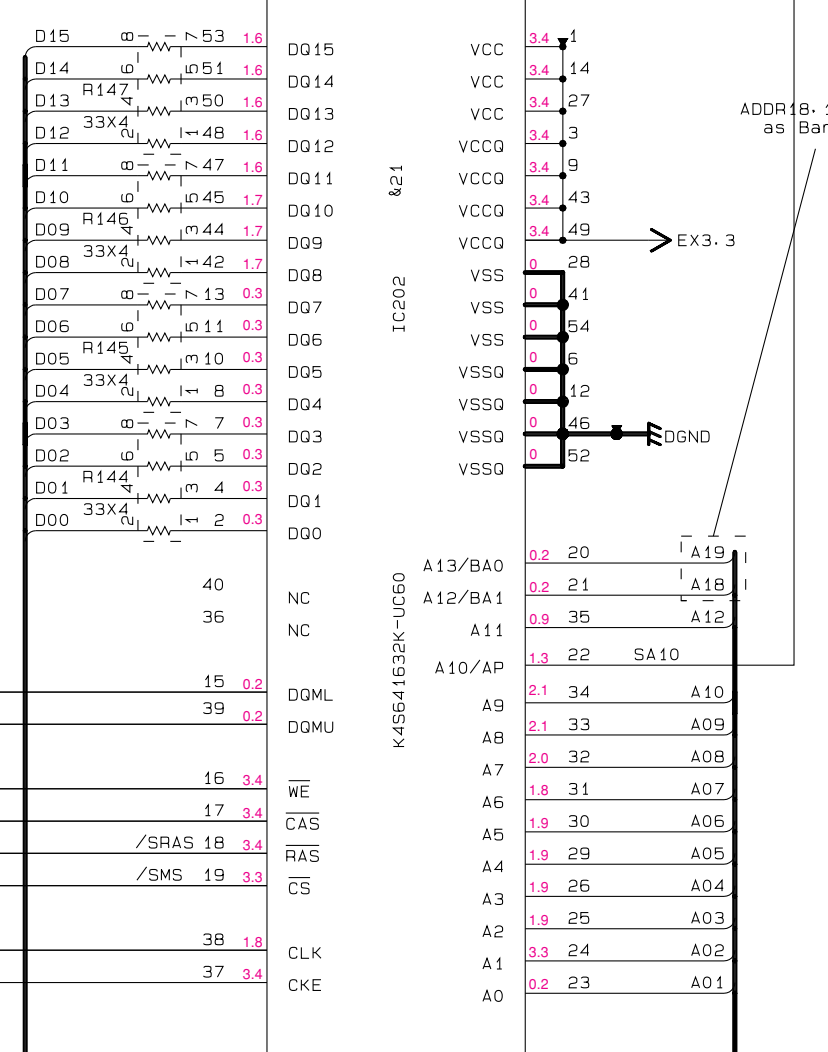 D15 8 7 53 1.6 DQ15 VCC 3.4 1
D14 6 5 51 1.6 DQ14 VCC 3.4 14
R147
D13 4 3 50 1.6 DQ13 VCC 3.4 27
33X4
D12 2 1 48 1.6 DQ12 VCCQ 3.4 3
ADDR18, 1
as Ban
D11 8 7 47 1.6 DQ11 VCCQ 3.4 9
D10 6 5 45 1.7 DQ10 VCCQ 3.4 43
R146
D09 4 3 44 1.7 DQ9 VCCQ 3.4 49 EX3.3
33X4
D08 2 1 42 1.7 DQ8 VSS 0 28
D07 8 7 13 0.3 DQ7 VSS 0 41
D06 6 5 11 0.3 DQ6 VSS 0 54
R145
D05 4 3 10 0.3 DQ5 VSSQ 0 6
33X4
D04 2 1 8 0.3 DQ4 VSSQ 0 12
D03 8 7 7 0.3 DQ3 VSSQ 0 46 DGND
D02 6 5 5 0.3 DQ2 VSSQ 0 52
R144
D01 4 3 4 0.3 DQ1
33X4
D00 2 1 2 0.3 DQ0
&21
IC202
K4S641632K-UC60
A13/BA0 0.2 20 A19
40 NC A12/BA1 0.2 21 A18
36 NC A11 0.9 35 A12
A10/AP 1.3 22 SA10
15 0.2 DQML A9 2.1 34 A10
39 0.2 DQMU A8 2.1 33 A09
A7 2.0 32 A08
16 3.4 WE A6 1.8 31 A07
17 3.4 CAS A5 1.9 30 A06
/SRAS 18 3.4 RAS A4 1.9 29 A05
/SMS 19 3.3 CS A3 1.9 26 A04
A2 1.9 25 A03
38 1.8 CLK A1 3.3 24 A02
37 3.4 CKE A0 0.2 23 A01